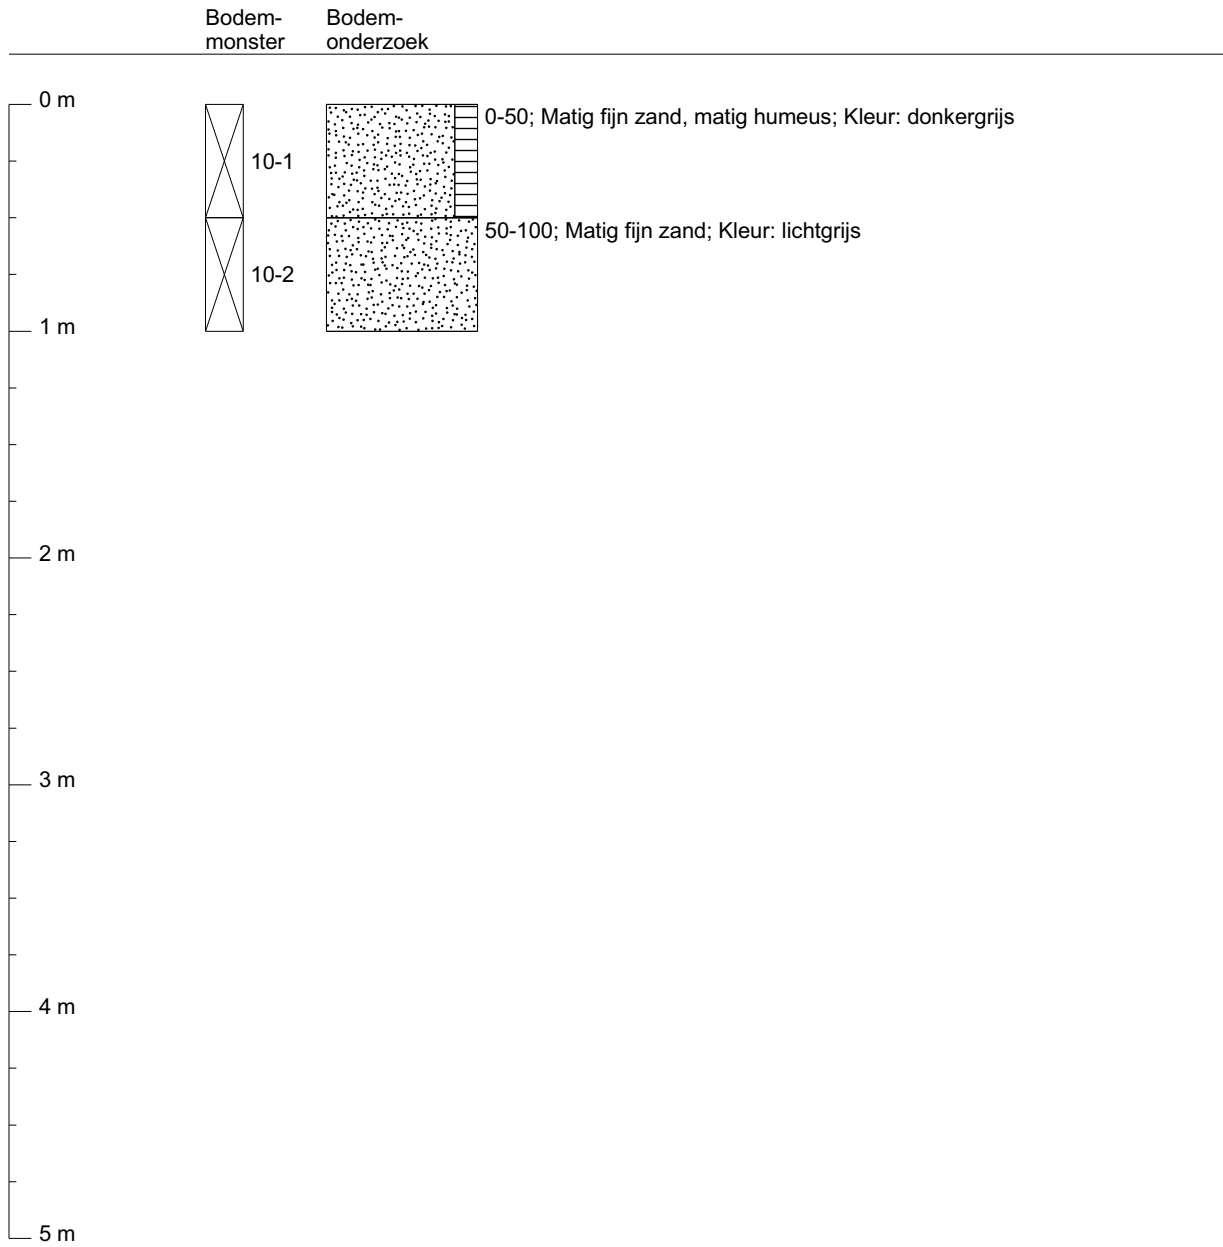 Bodem-
monster
Bodem-
onderzoek
0 m
0-50; Matig fijn zand, matig humeus; Kleur: donkergrijs
10-1
50-100; Matig fijn zand; Kleur: lichtgrijs
10-2
1 m
2 m
3 m
4 m
5 m